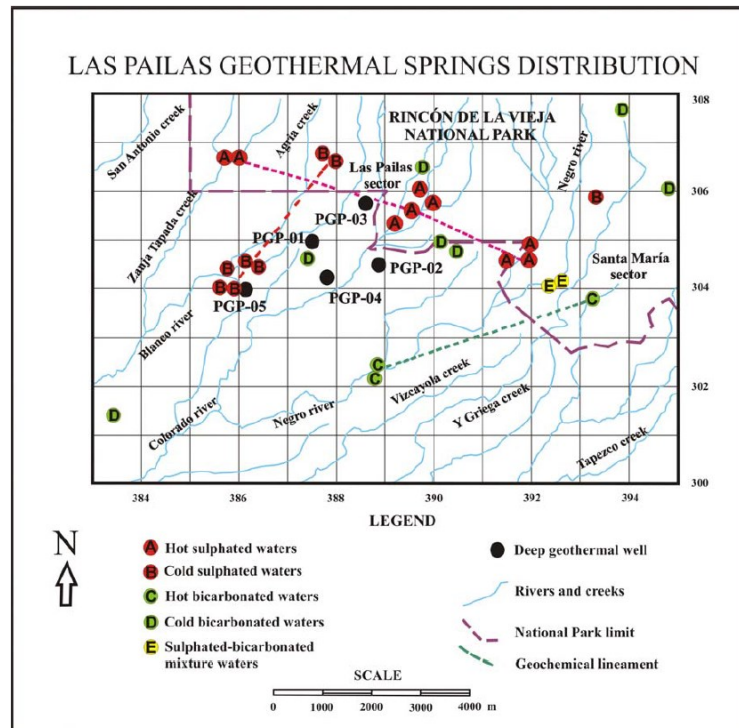 LAS PAILAS GEOTHERMAL SPRINGS DISTRIBUTION
San Antonio creek
Agria creek
RINCÓN DE LA VIEJA
NATIONAL PARK
Negro river
D
308
A A
B
B
Las Pailas
sector
D
A
A
A
A
B
D
306
Zanja Tapada creek
PGP-03
PGP-01
D
PGP-02
D
D
A
A A
Santa María
sector
B B B
B B
PGP-05
PGP-04
E E
304
C
Blanco river
C
C
Vizcayola creek
302
D
Colorado river
Negro river
Y Griega creek
Tapezco creek
300
384 386 388 390 392 394
LEGEND
N
A Hot sulphated waters
B Cold sulphated waters
C Hot bicarbonated waters
D Cold bicarbonated waters
E Sulphated-bicarbonated
mixture waters
Deep geothermal well
Rivers and creeks
National Park limit
Geochemical lineament
SCALE
0 1000 2000 3000 4000 m